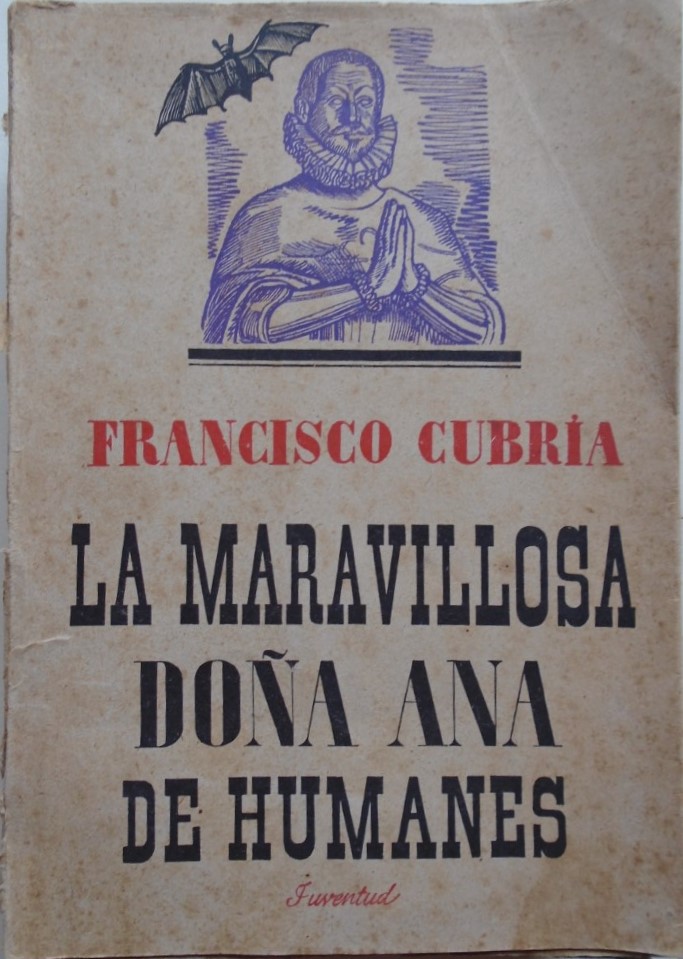 FRANCISCO CUBRÍA
LA MARAVILLOSA
DOÑA ANA
DE HUMANES
Juventud